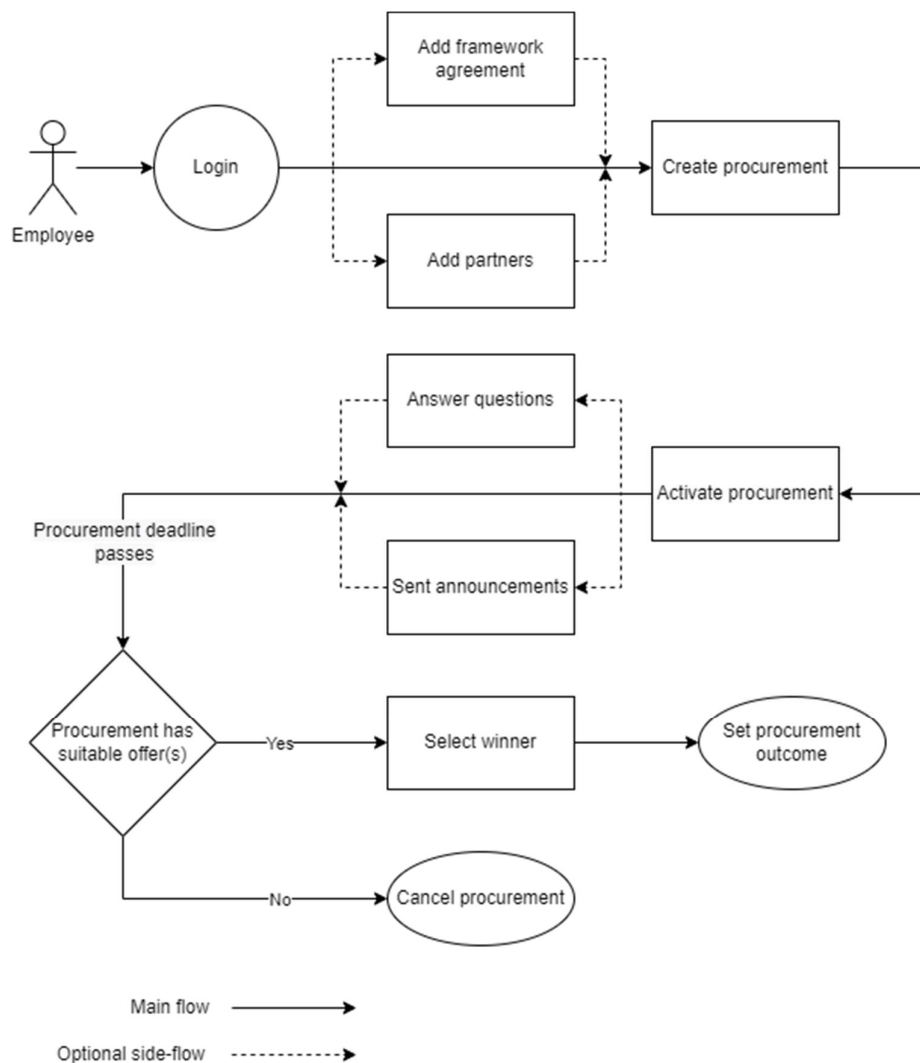 Add framework
agreement
Login
Create procurement
Employee
Add partners
Answer questions
Activate procurement
Procurement deadline
passes
Sent announcements
Procurement has
suitable offer(s)
Yes
Select winner
Set procurement
outcome
No
Cancel procurement
Main flow
Optional side-flow